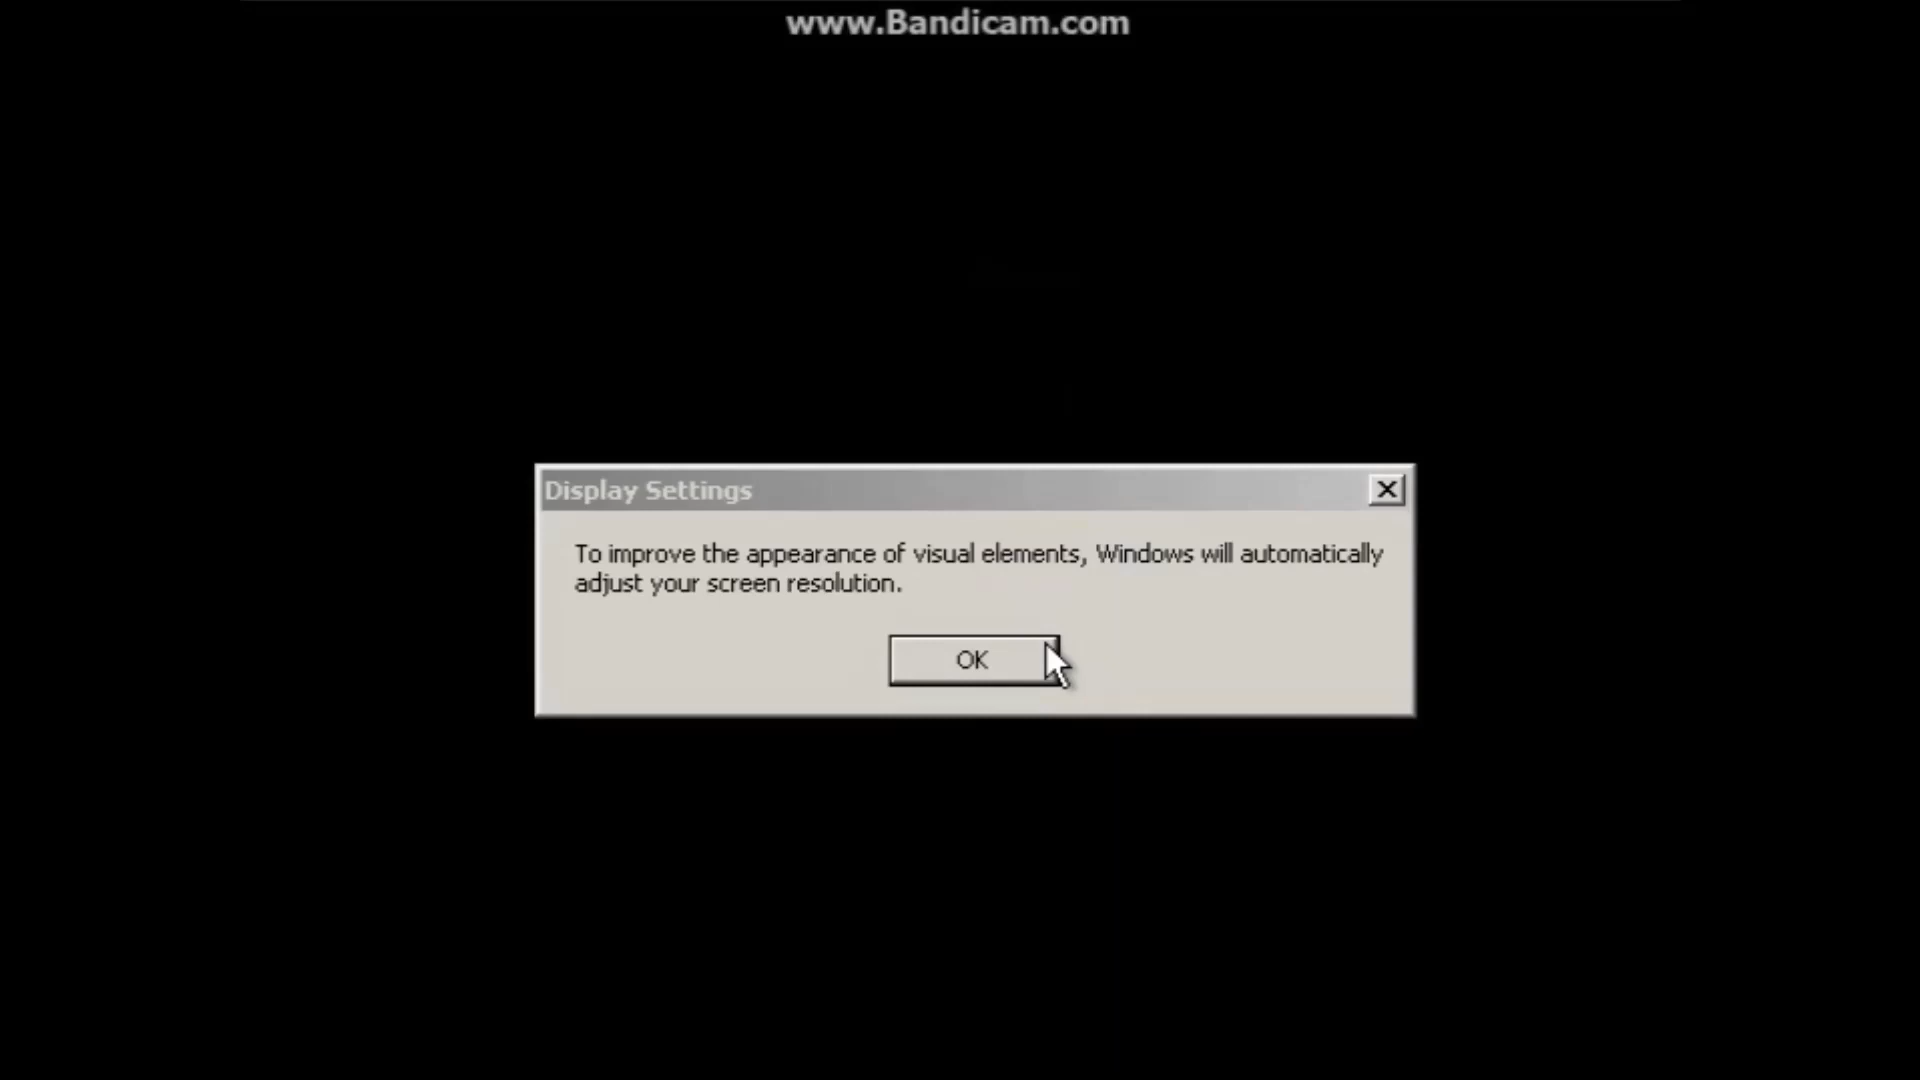 www.Bandicam.com
Display Settings
To improve the appearance of visual elements, Windows will automatically
adjust your screen resolution.
OK